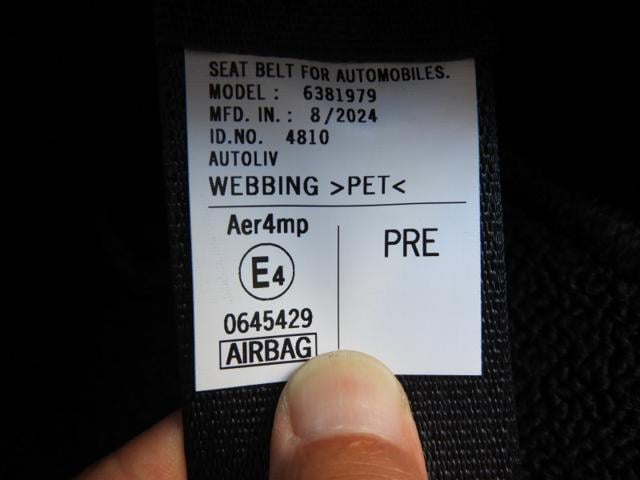 SEAT BELT FOR AUTOMOBILES.
MODEL : 6381979
MFD. IN. : 8/2024
ID.NO. 4810
AUTOLIV
WEBBING >PET<
Aer4mp
E4
0645429
AIRBAG
PRE